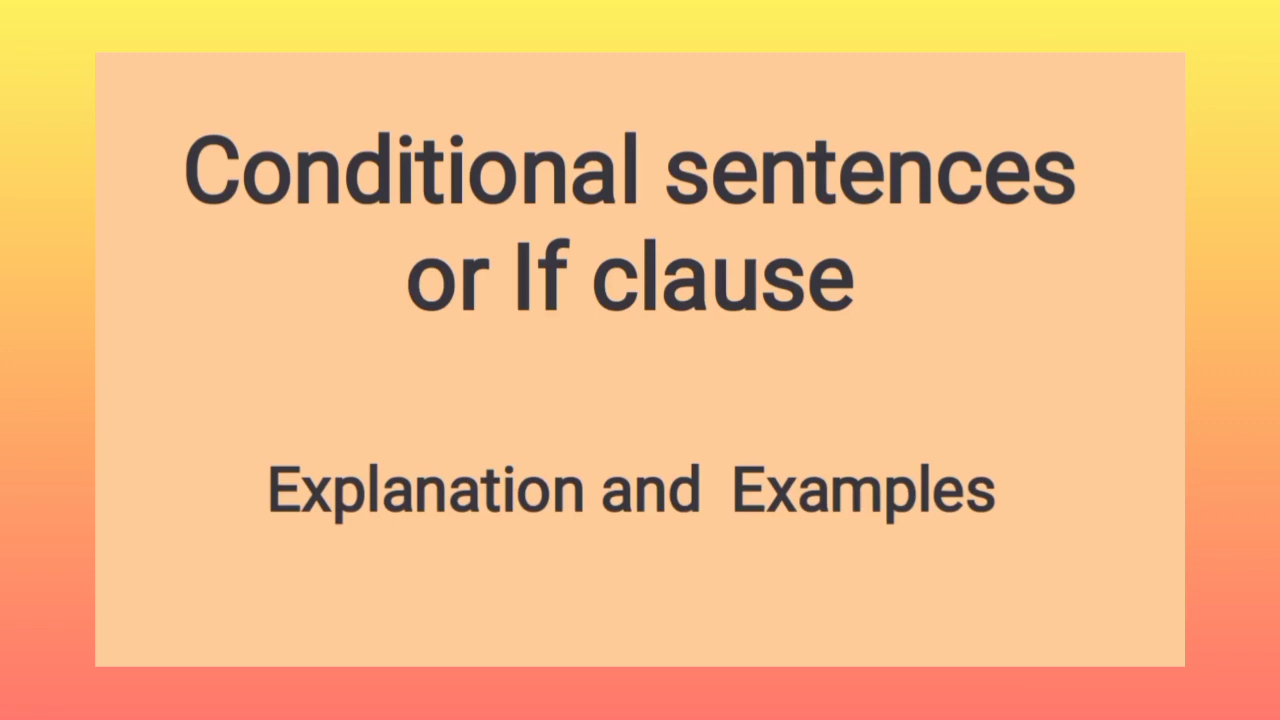 Conditional sentences
or If clause
Explanation and Examples